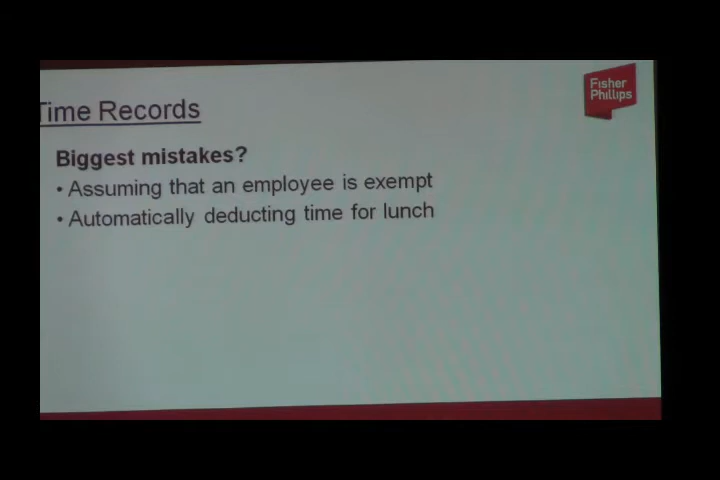 Time Records
Fisher
Phillips
Biggest mistakes?
• Assuming that an employee is exempt
• Automatically deducting time for lunch